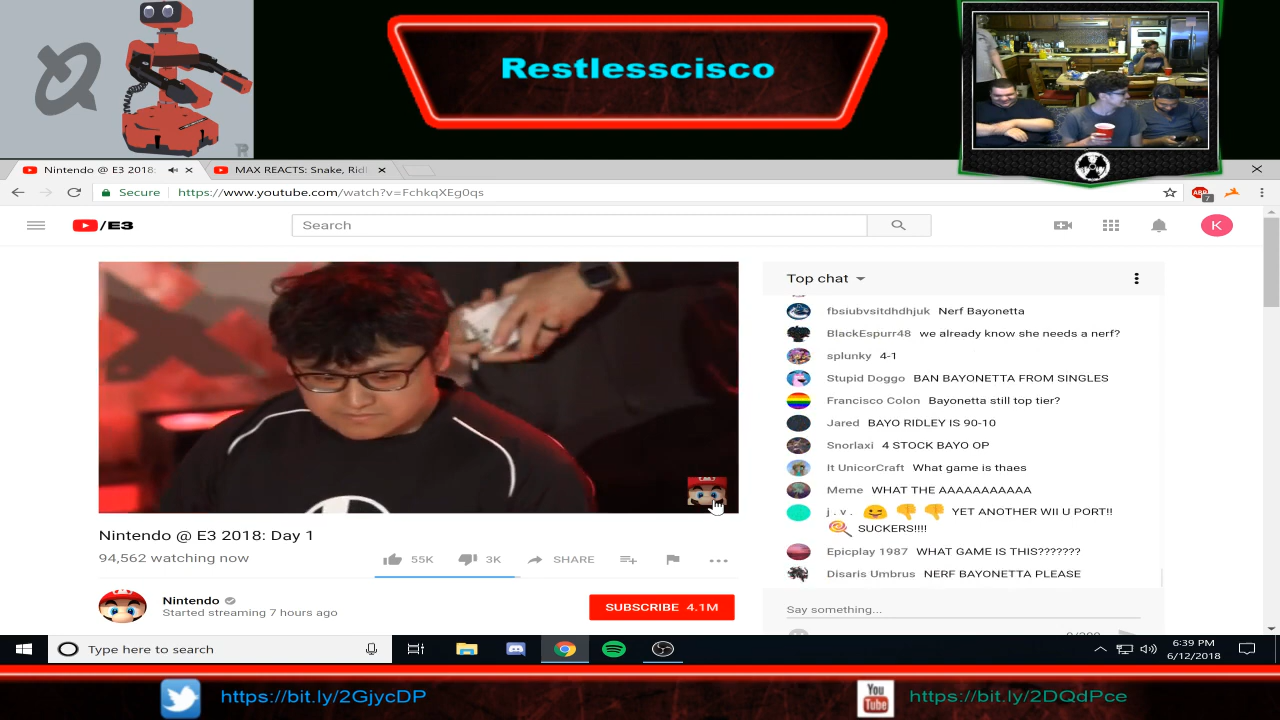 Restlesscisco
Nintendo @ E3 2018:
MAX REACTS: Snake, Ridl
Secure
https://www.youtube.com/watch?v=FchkqXEg0qs
ABP
7
/E3
Search
K
Top chat
fbsiubvsitdhdhjuk Nerf Bayonetta
BlackEspurr48 we already know she needs a nerf?
splunky 4-1
Stupid Doggo BAN BAYONETTA FROM SINGLES
Francisco Colon Bayonetta still top tier?
Jared BAYO RIDLEY IS 90-10
Snorlaxi 4 STOCK BAYO OP
It UnicorCraft What game is thaes
Meme WHAT THE AAAAAAAAAAA
j . v . YET ANOTHER WII U PORT!!
SUCKERS!!!!
Epicplay 1987 WHAT GAME IS THIS???????
Disaris Umbrus NERF BAYONETTA PLEASE
Say something...
Nintendo @ E3 2018: Day 1
94,562 watching now
55K
3K
SHARE
Nintendo
Started streaming 7 hours ago
SUBSCRIBE 4.1M
Type here to search
6:39 PM
6/12/2018
https://bit.ly/2GjycDP
You
Tube
https://bit.ly/2DQdPce